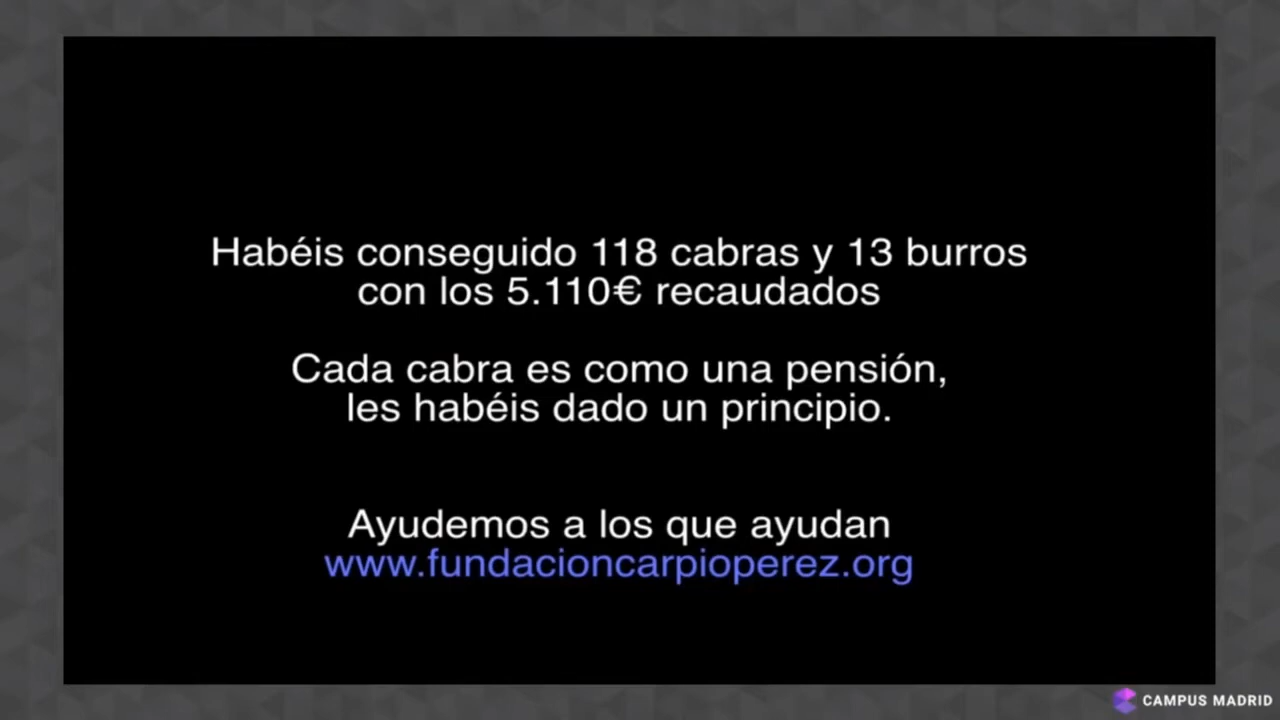 Habéis conseguido 118 cabras y 13 burros
con los 5.110€ recaudados
Cada cabra es como una pensión,
les habéis dado un principio.
Ayudemos a los que ayudan
www.fundacioncarpioperez.org
CAMPUS MADRID